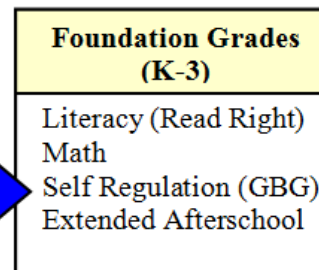 Foundation Grades
(K-3)
Literacy (Read Right)
Math
Self Regulation (GBG)
Extended Afterschool